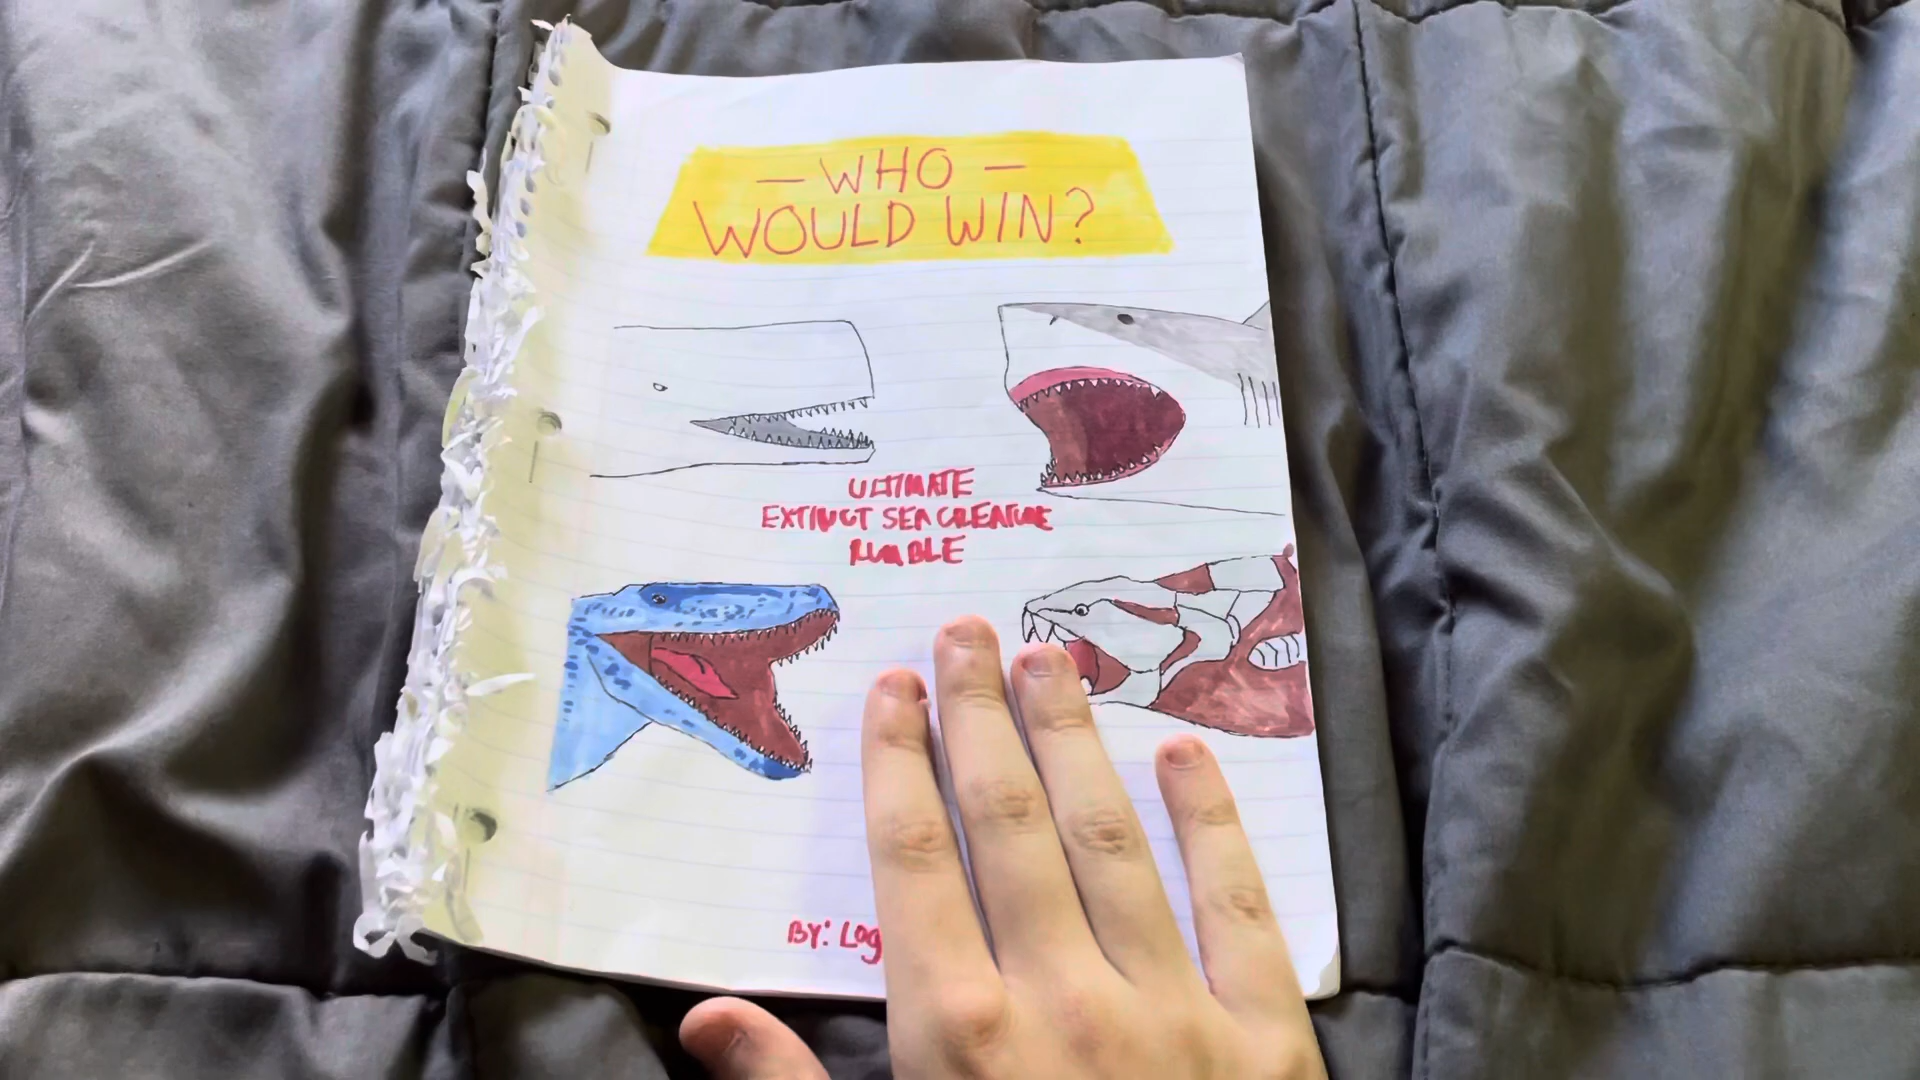 — WHO —
WOULD WIN?
ULTIMATE
EXTINCT SEA CREATURE
RUMBLE
BY: Log